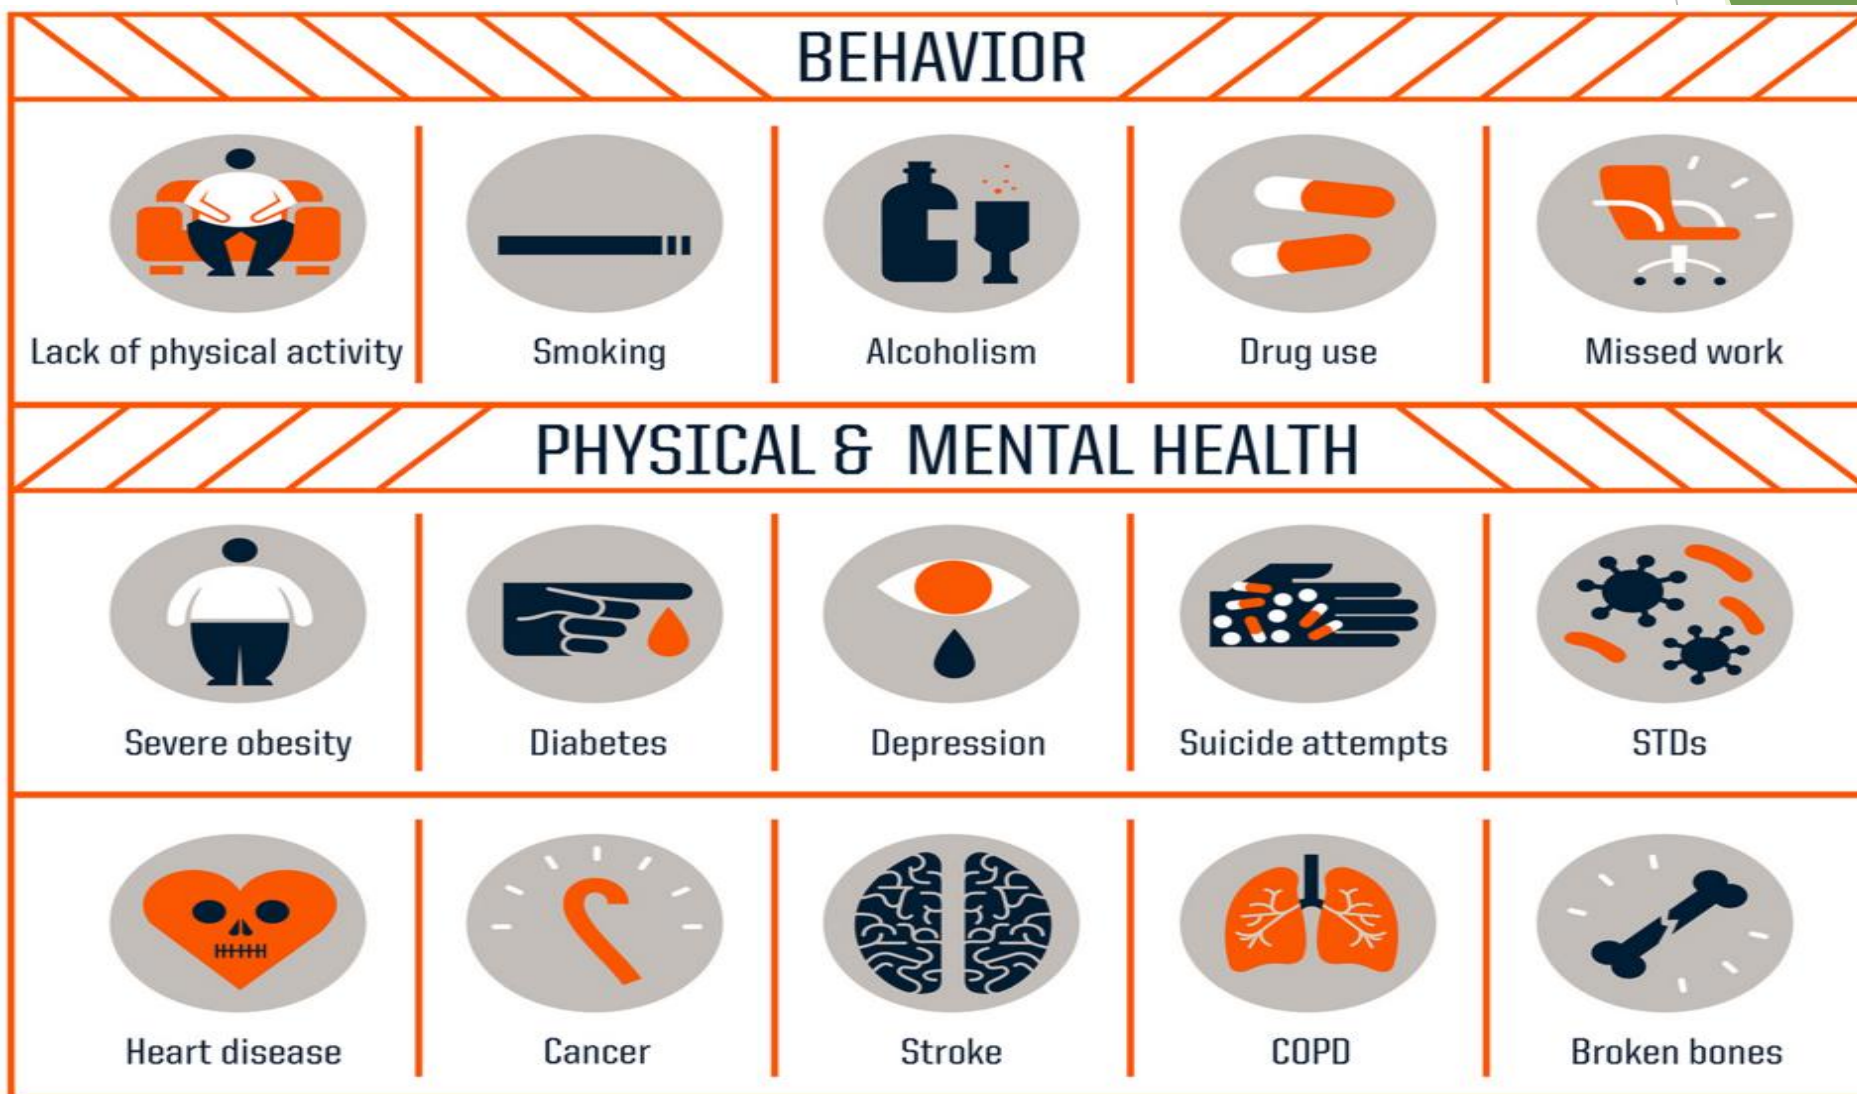 BEHAVIOR
Lack of physical activity
Smoking
Alcoholism
Drug use
Missed work
PHYSICAL & MENTAL HEALTH
Severe obesity
Diabetes
Depression
Suicide attempts
STDs
Heart disease
Cancer
Stroke
COPD
Broken bones